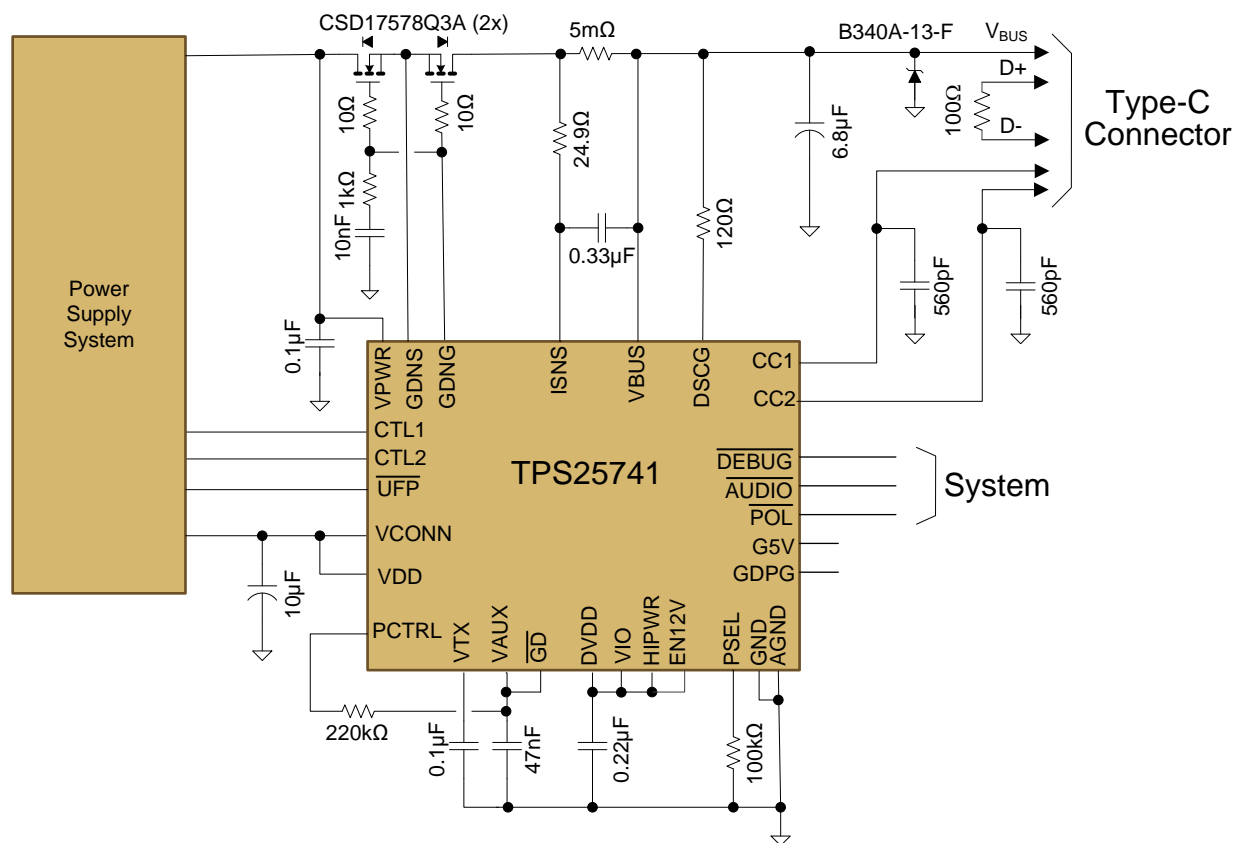 CSD17578Q3A (2x)
5mΩ
B340A-13-F
VBUS
D+
100Ω
D-
Type-C
Connector
10Ω
10Ω
24.9Ω
6.8µF
1kΩ
10nF
0.33µF
120Ω
560pF
560pF
Power
Supply
System
0.1µF
VPWR
GDNS
GDNG
ISNS
VBUS
DSCG
CC1
CC2
CTL1
CTL2
UFP
TPS25741
DEBUG
AUDIO
POL
System
VCONN
VDD
G5V
GDPG
10µF
PCTRL
VTX
VAUX
GD
DVDD
VIO
HIPWR
EN12V
PSEL
GND
AGND
220kΩ
0.1µF
47nF
0.22µF
100kΩ